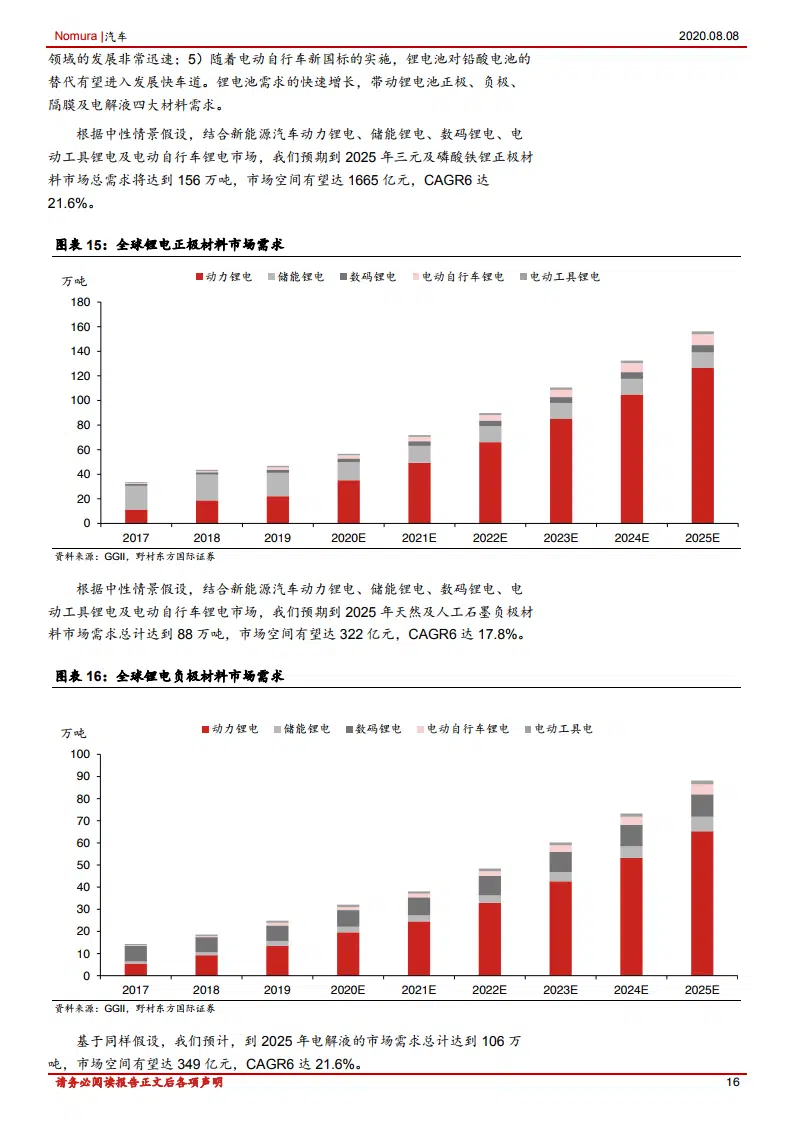 Nomura |汽车 2020.08.08
领域的发展非常迅速；5）随着电动自行车新国标的实施，锂电池对铅酸电池的
替代有望进入发展快车道。锂电池需求的快速增长，带动锂电池正极、负极、
隔膜及电解液四大材料需求。
根据中性情景假设，结合新能源汽车动力锂电、储能锂电、数码锂电、电
动工具锂电及电动自行车锂电市场，我们预期到 2025 年三元及磷酸铁锂正极材
料市场总需求将达到 156 万吨，市场空间有望达 1665 亿元，CAGR6 达
21.6%。
图表 15：全球锂电正极材料市场需求
万吨
动力锂电 储能锂电 数码锂电 电动自行车锂电 电动工具锂电
180
160
140
120
100
80
60
40
20
0
2017 2018 2019 2020E 2021E 2022E 2023E 2024E 2025E
资料来源：GGII，野村东方国际证券
根据中性情景假设，结合新能源汽车动力锂电、储能锂电、数码锂电、电
动工具锂电及电动自行车锂电市场，我们预期到 2025 年天然及人工石墨负极材
料市场需求总计达到 88 万吨，市场空间有望达 322 亿元，CAGR6 达 17.8%。
图表 16：全球锂电负极材料市场需求
万吨
动力锂电 储能锂电 数码锂电 电动自行车锂电 电动工具电
100
90
80
70
60
50
40
30
20
10
0
2017 2018 2019 2020E 2021E 2022E 2023E 2024E 2025E
资料来源：GGII，野村东方国际证券
基于同样假设，我们预计，到 2025 年电解液的市场需求总计达到 106 万
吨，市场空间有望达 349 亿元，CAGR6 达 21.6%。
请务必阅读报告正文后各项声明 16